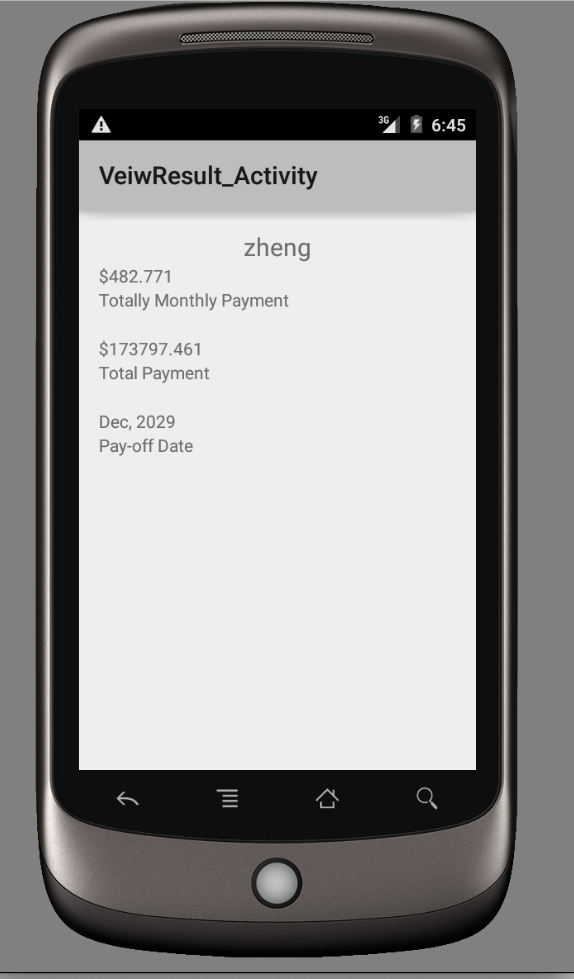 3G 6:45
VeiwResult_Activity
zheng
$482.771
Totally Monthly Payment
$173797.461
Total Payment
Dec, 2029
Pay-off Date